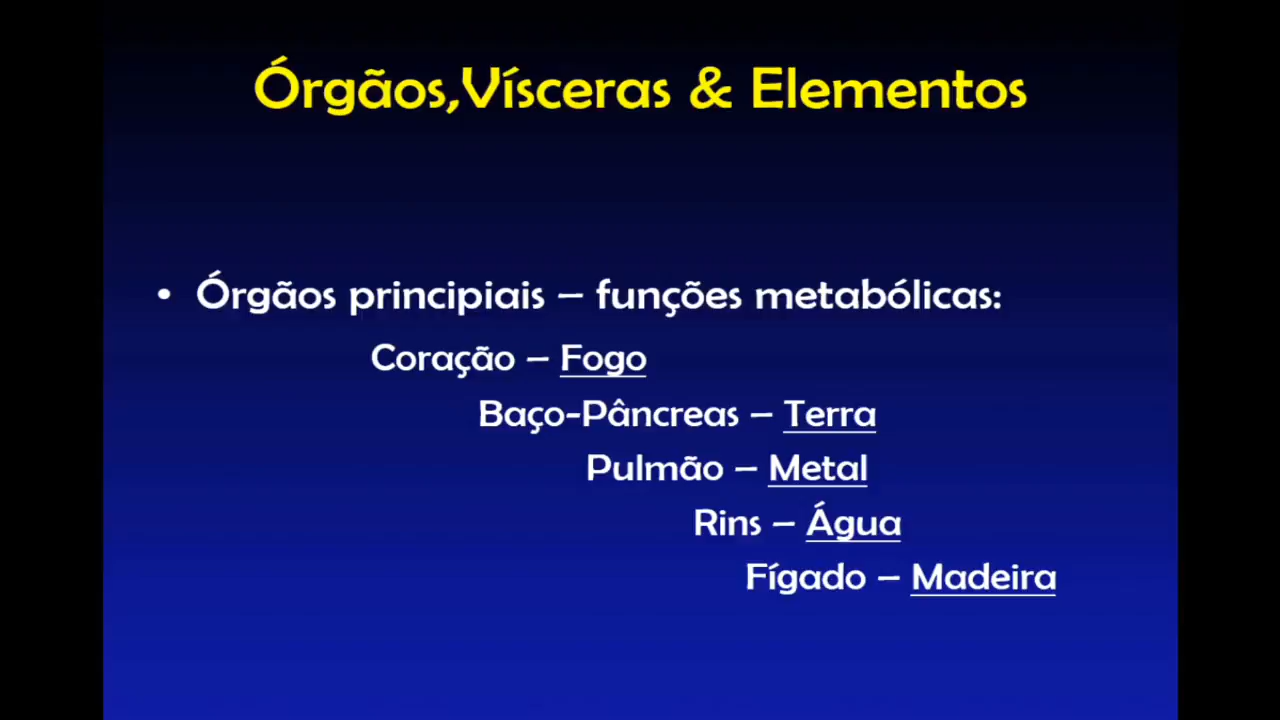 Órgãos,Vísceras & Elementos
• Órgãos principiais – funções metabólicas:
Coração – Fogo
Baço-Pâncreas – Terra
Pulmão – Metal
Rins – Água
Fígado – Madeira